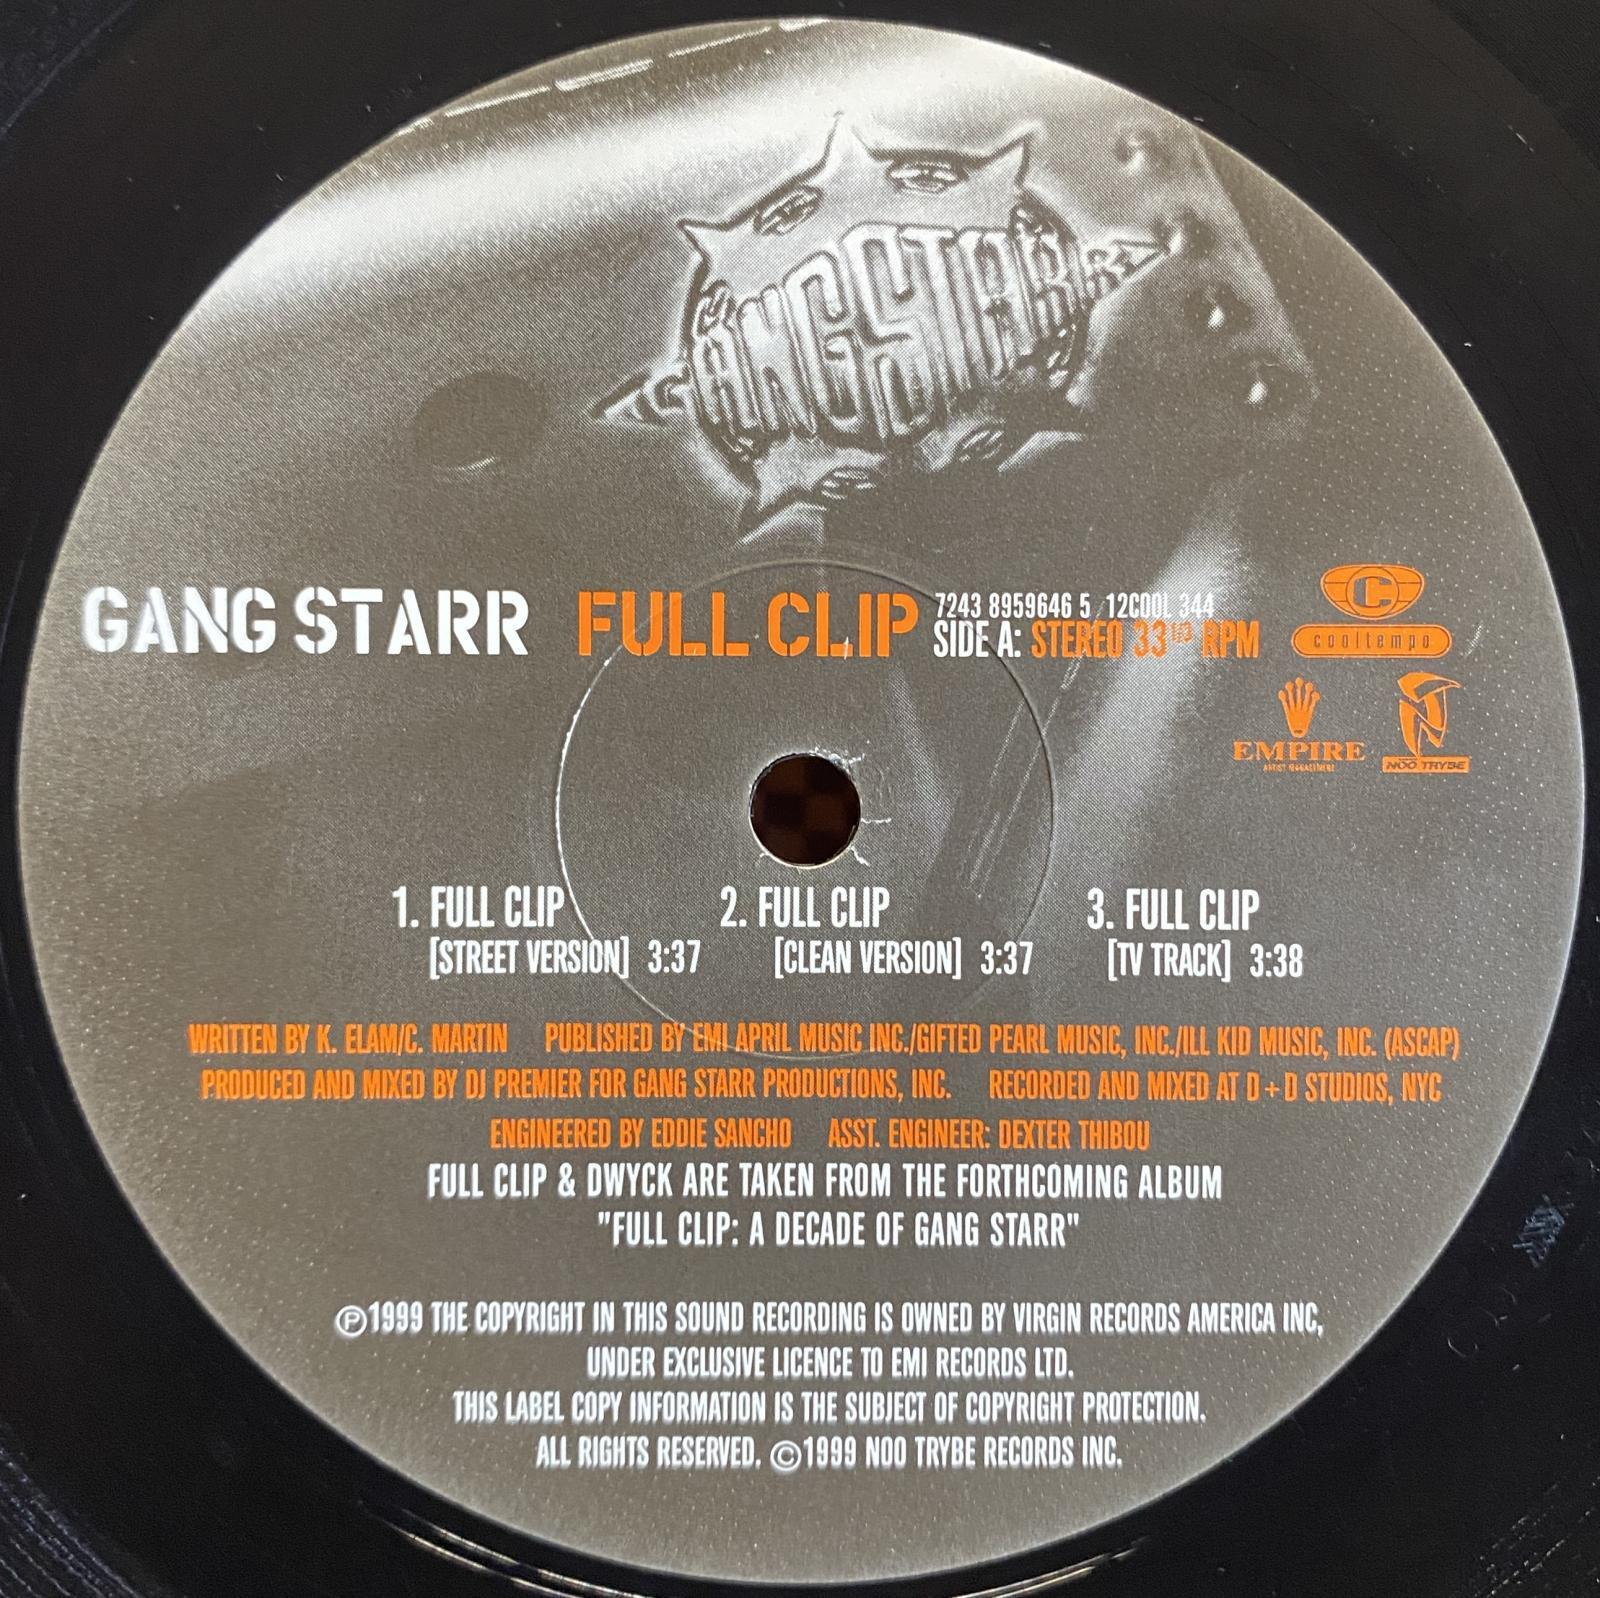 GANGSTARR
GANG STARR FULL CLIP 7243 8959646 5 12COOL 344
SIDE A: STEREO 33 1/3 RPM
C
cooltempo
EMPIRE
NOO TRYBE
1. FULL CLIP 2. FULL CLIP 3. FULL CLIP
[STREET VERSION] 3:37 [CLEAN VERSION] 3:37 [TV TRACK] 3:38
WRITTEN BY K. ELAM/C. MARTIN PUBLISHED BY EMI APRIL MUSIC INC./GIFTED PEARL MUSIC, INC./ILL KID MUSIC, INC. (ASCAP)
PRODUCED AND MIXED BY DJ PREMIER FOR GANG STARR PRODUCTIONS, INC. RECORDED AND MIXED AT D+D STUDIOS, NYC
ENGINEERED BY EDDIE SANCHO ASST. ENGINEER: DEXTER THIBOU
FULL CLIP & DWYCK ARE TAKEN FROM THE FORTHCOMING ALBUM
"FULL CLIP: A DECADE OF GANG STARR"
Ⓟ1999 THE COPYRIGHT IN THIS SOUND RECORDING IS OWNED BY VIRGIN RECORDS AMERICA INC,
UNDER EXCLUSIVE LICENCE TO EMI RECORDS LTD.
THIS LABEL COPY INFORMATION IS THE SUBJECT OF COPYRIGHT PROTECTION.
ALL RIGHTS RESERVED. ©1999 NOO TRYBE RECORDS INC.